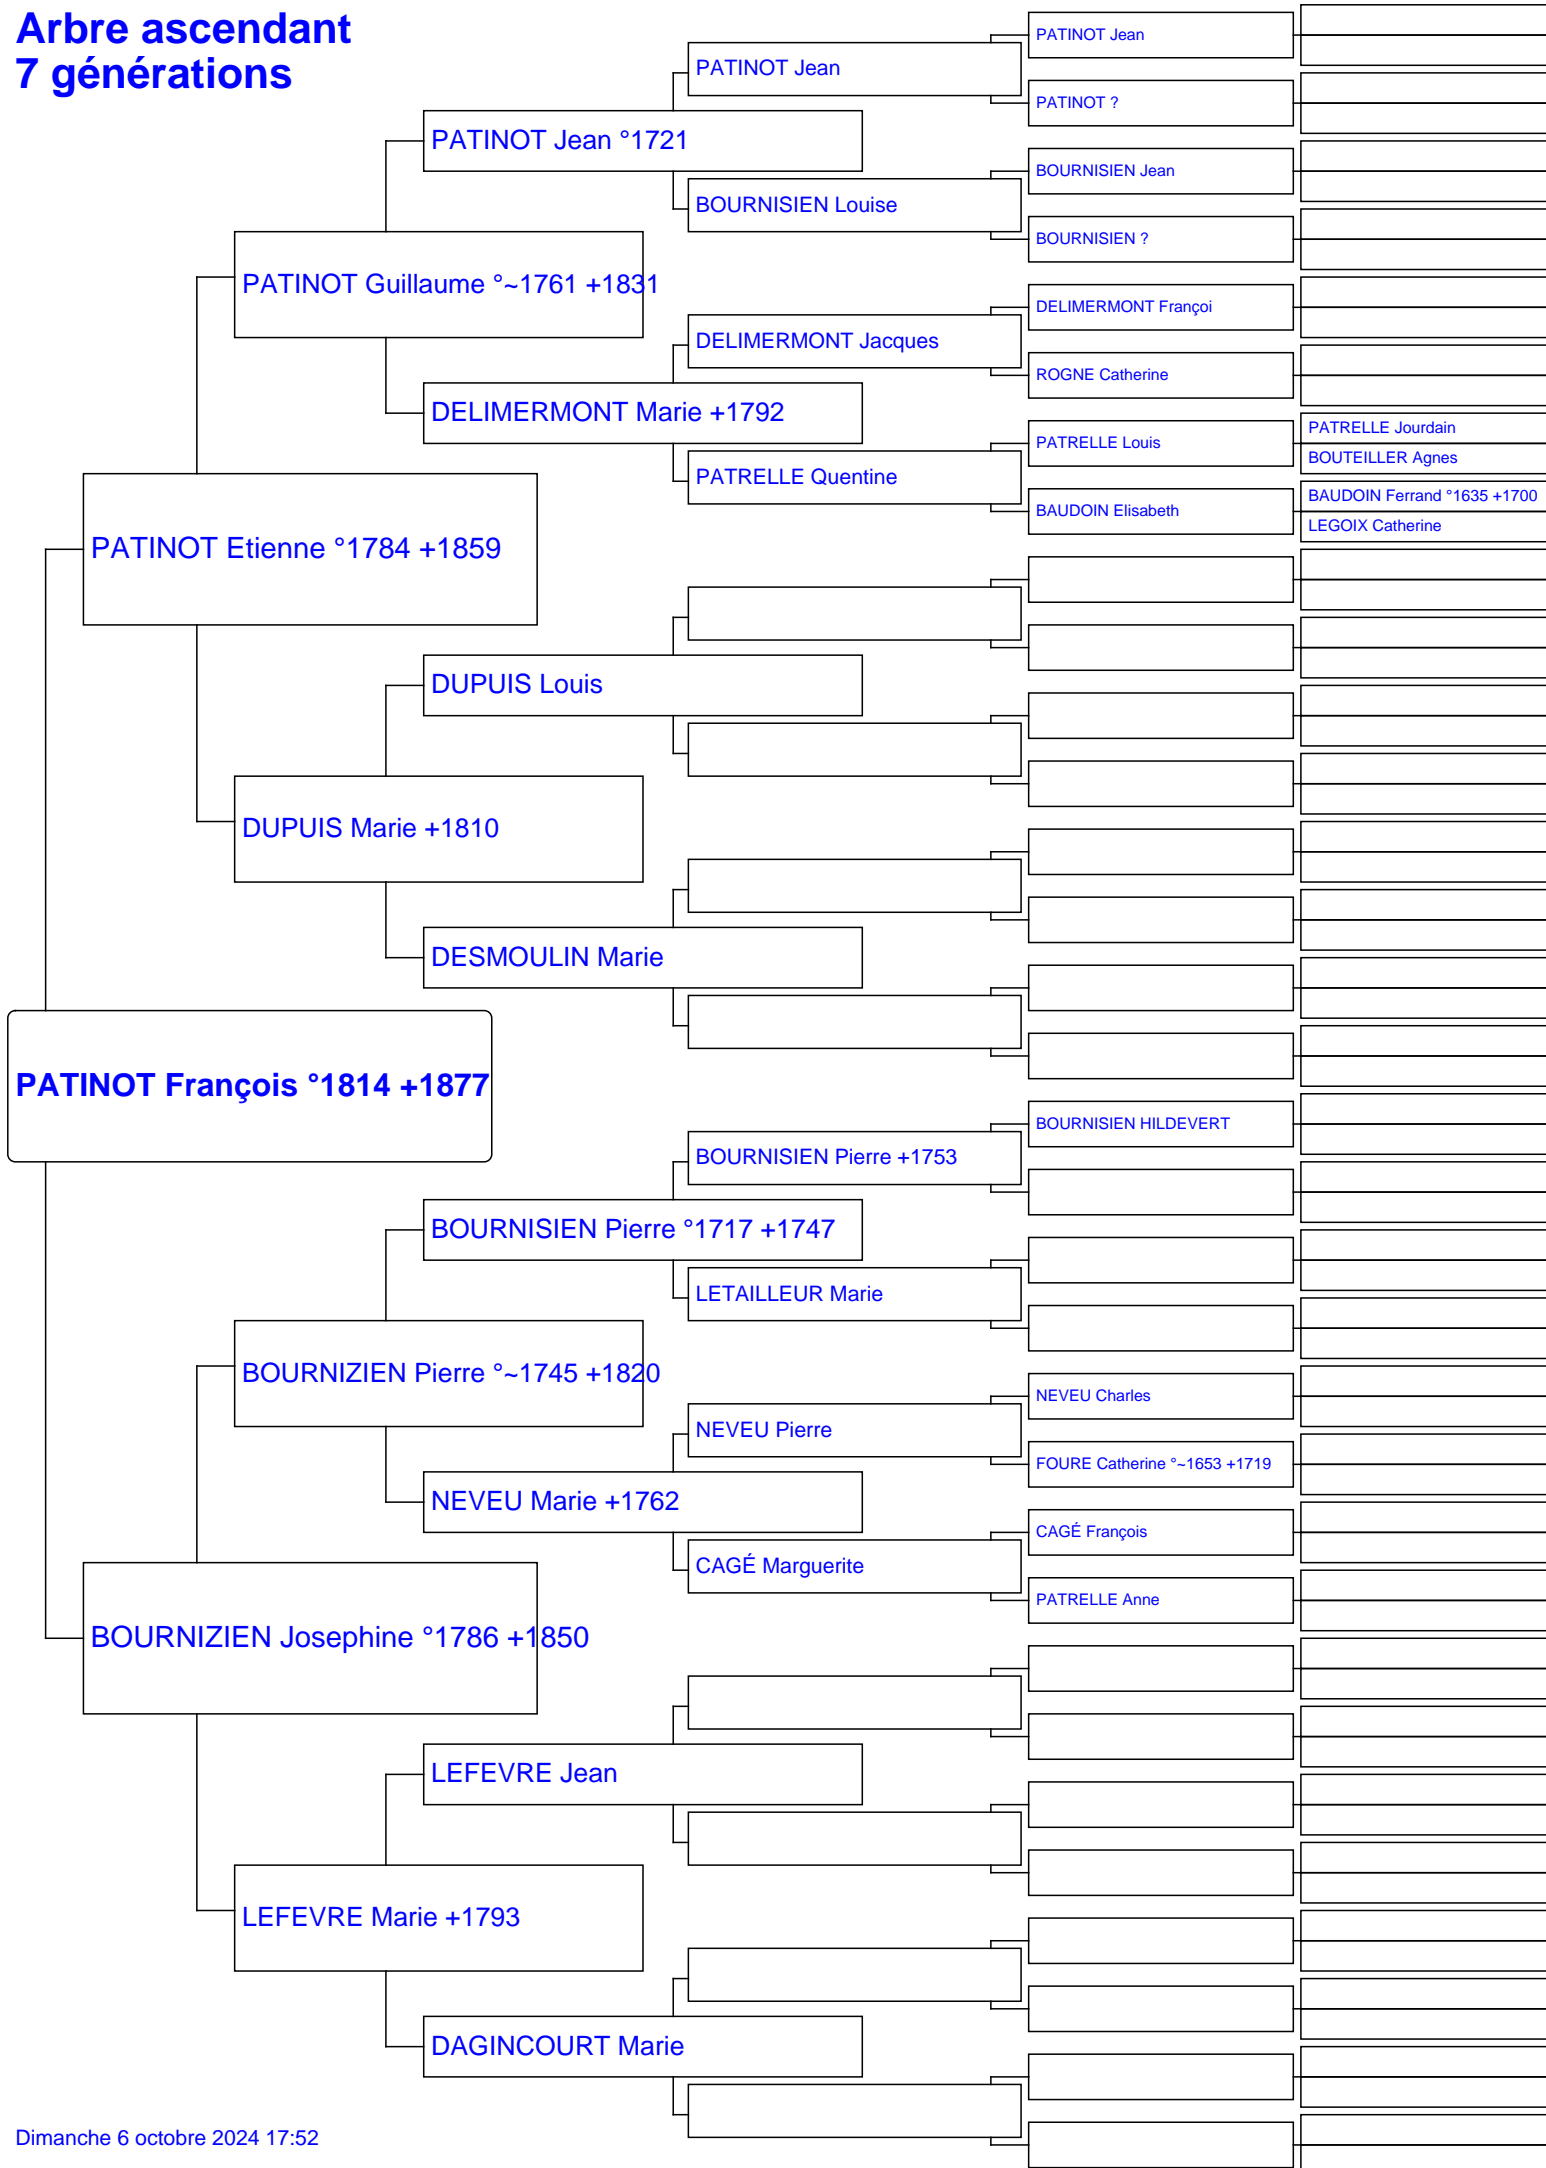 Arbre ascendant
7 générations
PATINOT Jean
PATINOT Jean
PATINOT ?
PATINOT Jean °1721
BOURNISIEN Jean
BOURNISIEN Louise
BOURNISIEN ?
PATINOT Guillaume °~1761 +1831
DELIMERMONT Françoi
DELIMERMONT Jacques
ROGNE Catherine
DELIMERMONT Marie +1792
PATRELLE Jourdain
PATRELLE Louis
BOUTEILLER Agnes
PATRELLE Quentine
BAUDOIN Ferrand °1635 +1700
BAUDOIN Elisabeth
LEGOIX Catherine
PATINOT Etienne °1784 +1859
DUPUIS Louis
DUPUIS Marie +1810
DESMOULIN Marie
PATINOT François °1814 +1877
BOURNISIEN HILDEVERT
BOURNISIEN Pierre +1753
BOURNISIEN Pierre °1717 +1747
LETAILLEUR Marie
BOURNIZIEN Pierre °~1745 +1820
NEVEU Charles
NEVEU Pierre
FOURE Catherine °~1653 +1719
NEVEU Marie +1762
CAGÉ François
CAGÉ Marguerite
PATRELLE Anne
BOURNIZIEN Josephine °1786 +1850
LEFEVRE Jean
LEFEVRE Marie +1793
DAGINCOURT Marie
Dimanche 6 octobre 2024 17:52